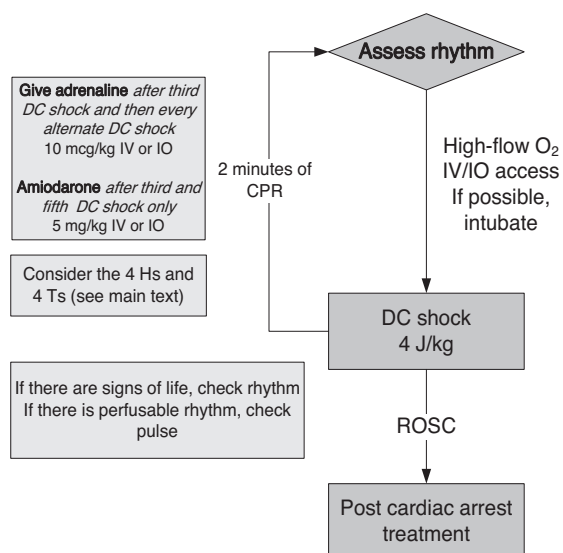 Assess rhythm
Give adrenaline after third
DC shock and then every
alternate DC shock
10 mcg/kg IV or IO
Amiodarone after third and
fifth DC shock only
5 mg/kg IV or IO
2 minutes of
CPR
High-flow O₂
IV/IO access
If possible,
intubate
Consider the 4 Hs and
4 Ts (see main text)
DC shock
4 J/kg
If there are signs of life, check rhythm
If there is perfusable rhythm, check
pulse
ROSC
Post cardiac arrest
treatment